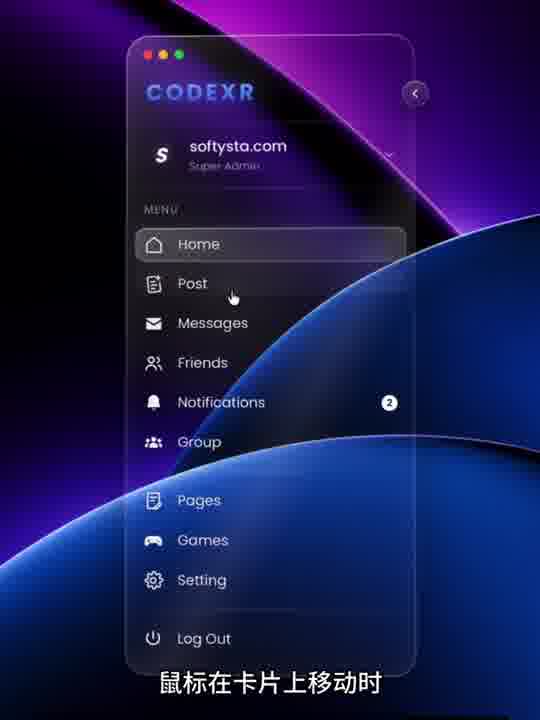 CODEXR
S
softysta.com
Super Admin
MENU
Home
Post
Messages
Friends
Notifications
2
Group
Pages
Games
Setting
Log Out
鼠标在卡片上移动时